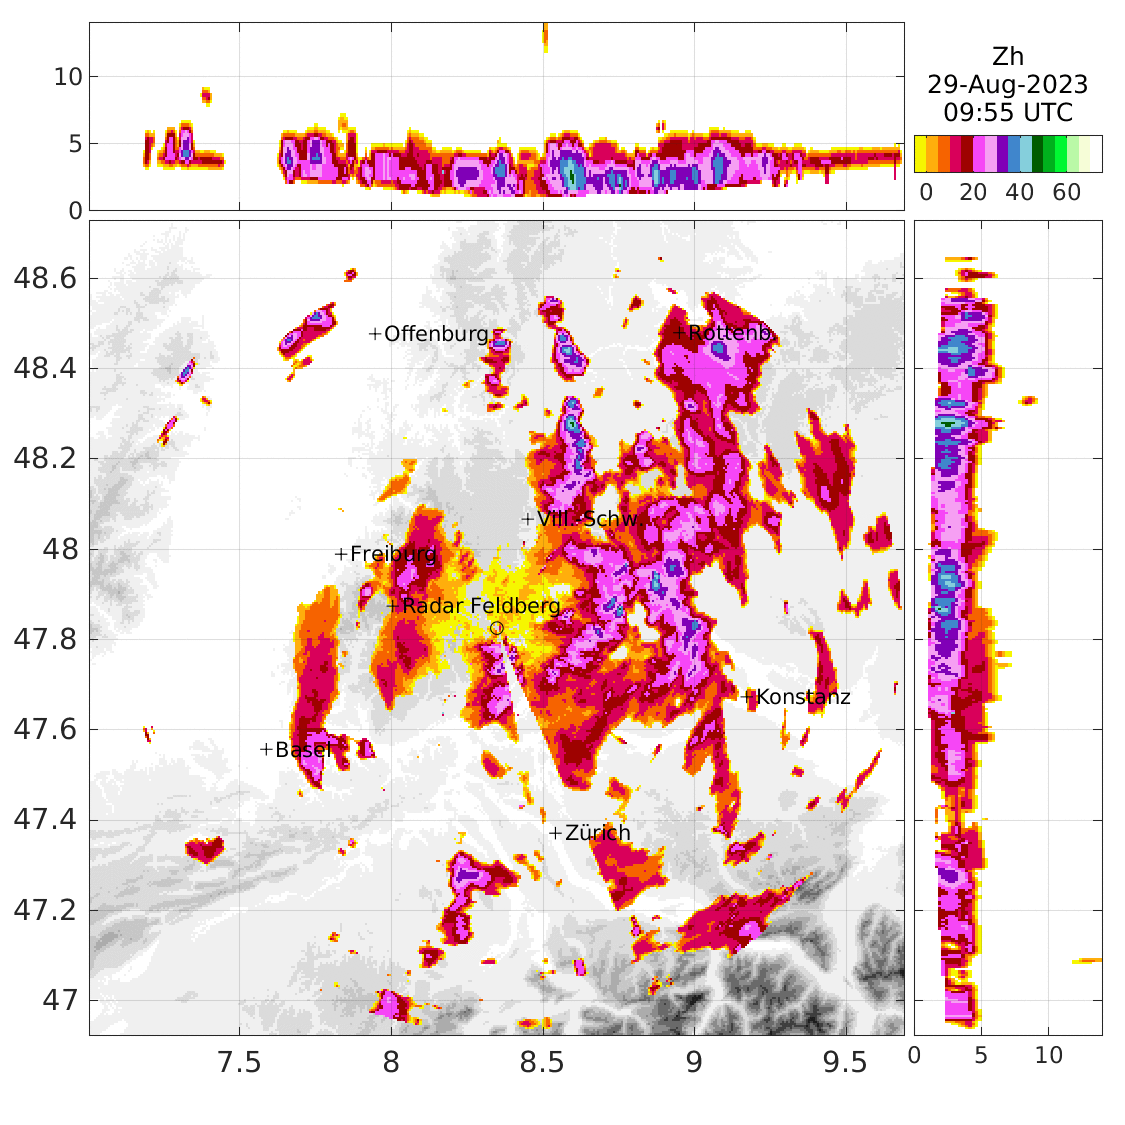 10
5
0
Zh
29-Aug-2023
09:55 UTC
0 20 40 60
48.6
48.4
48.2
48
47.8
47.6
47.4
47.2
47
+Offenburg
+Rottenb.
+Vill.-Schw.
+Freiburg
+Radar Feldberg
+Konstanz
+Basel
+Zürich
7.5 8 8.5 9 9.5
0 5 10